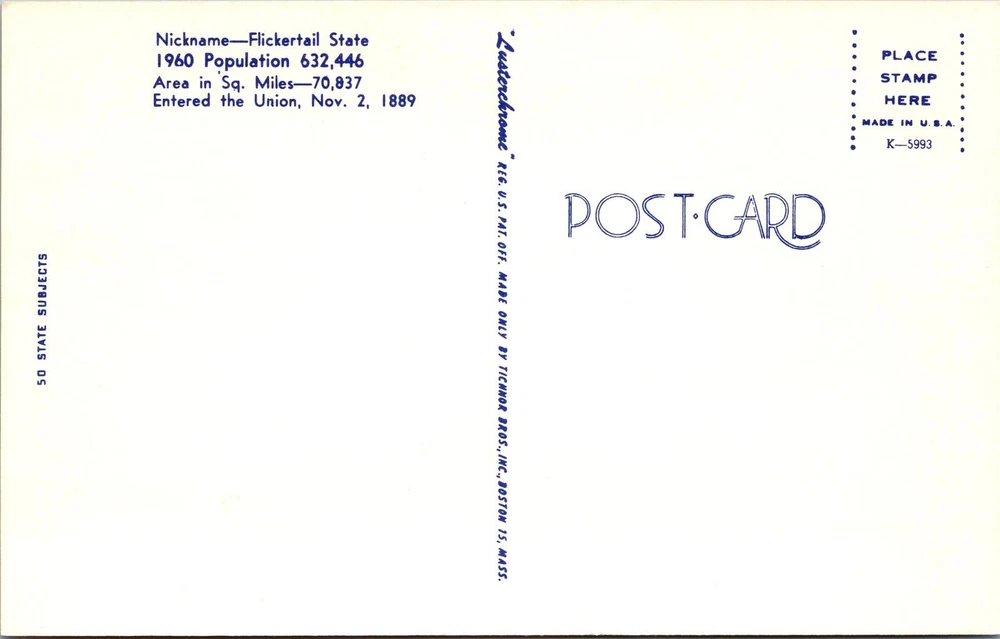 Nickname—Flickertail State
1960 Population 632,446
Area in Sq. Miles—70,837
Entered the Union, Nov. 2, 1889
50 STATE SUBJECTS
"Lusterchrome" REG. U.S. PAT. OFF. MADE ONLY BY TICHNOR BROS., INC., BOSTON 15, MASS.
PLACE
STAMP
HERE
MADE IN U.S.A.
K—5993
POST·CARD